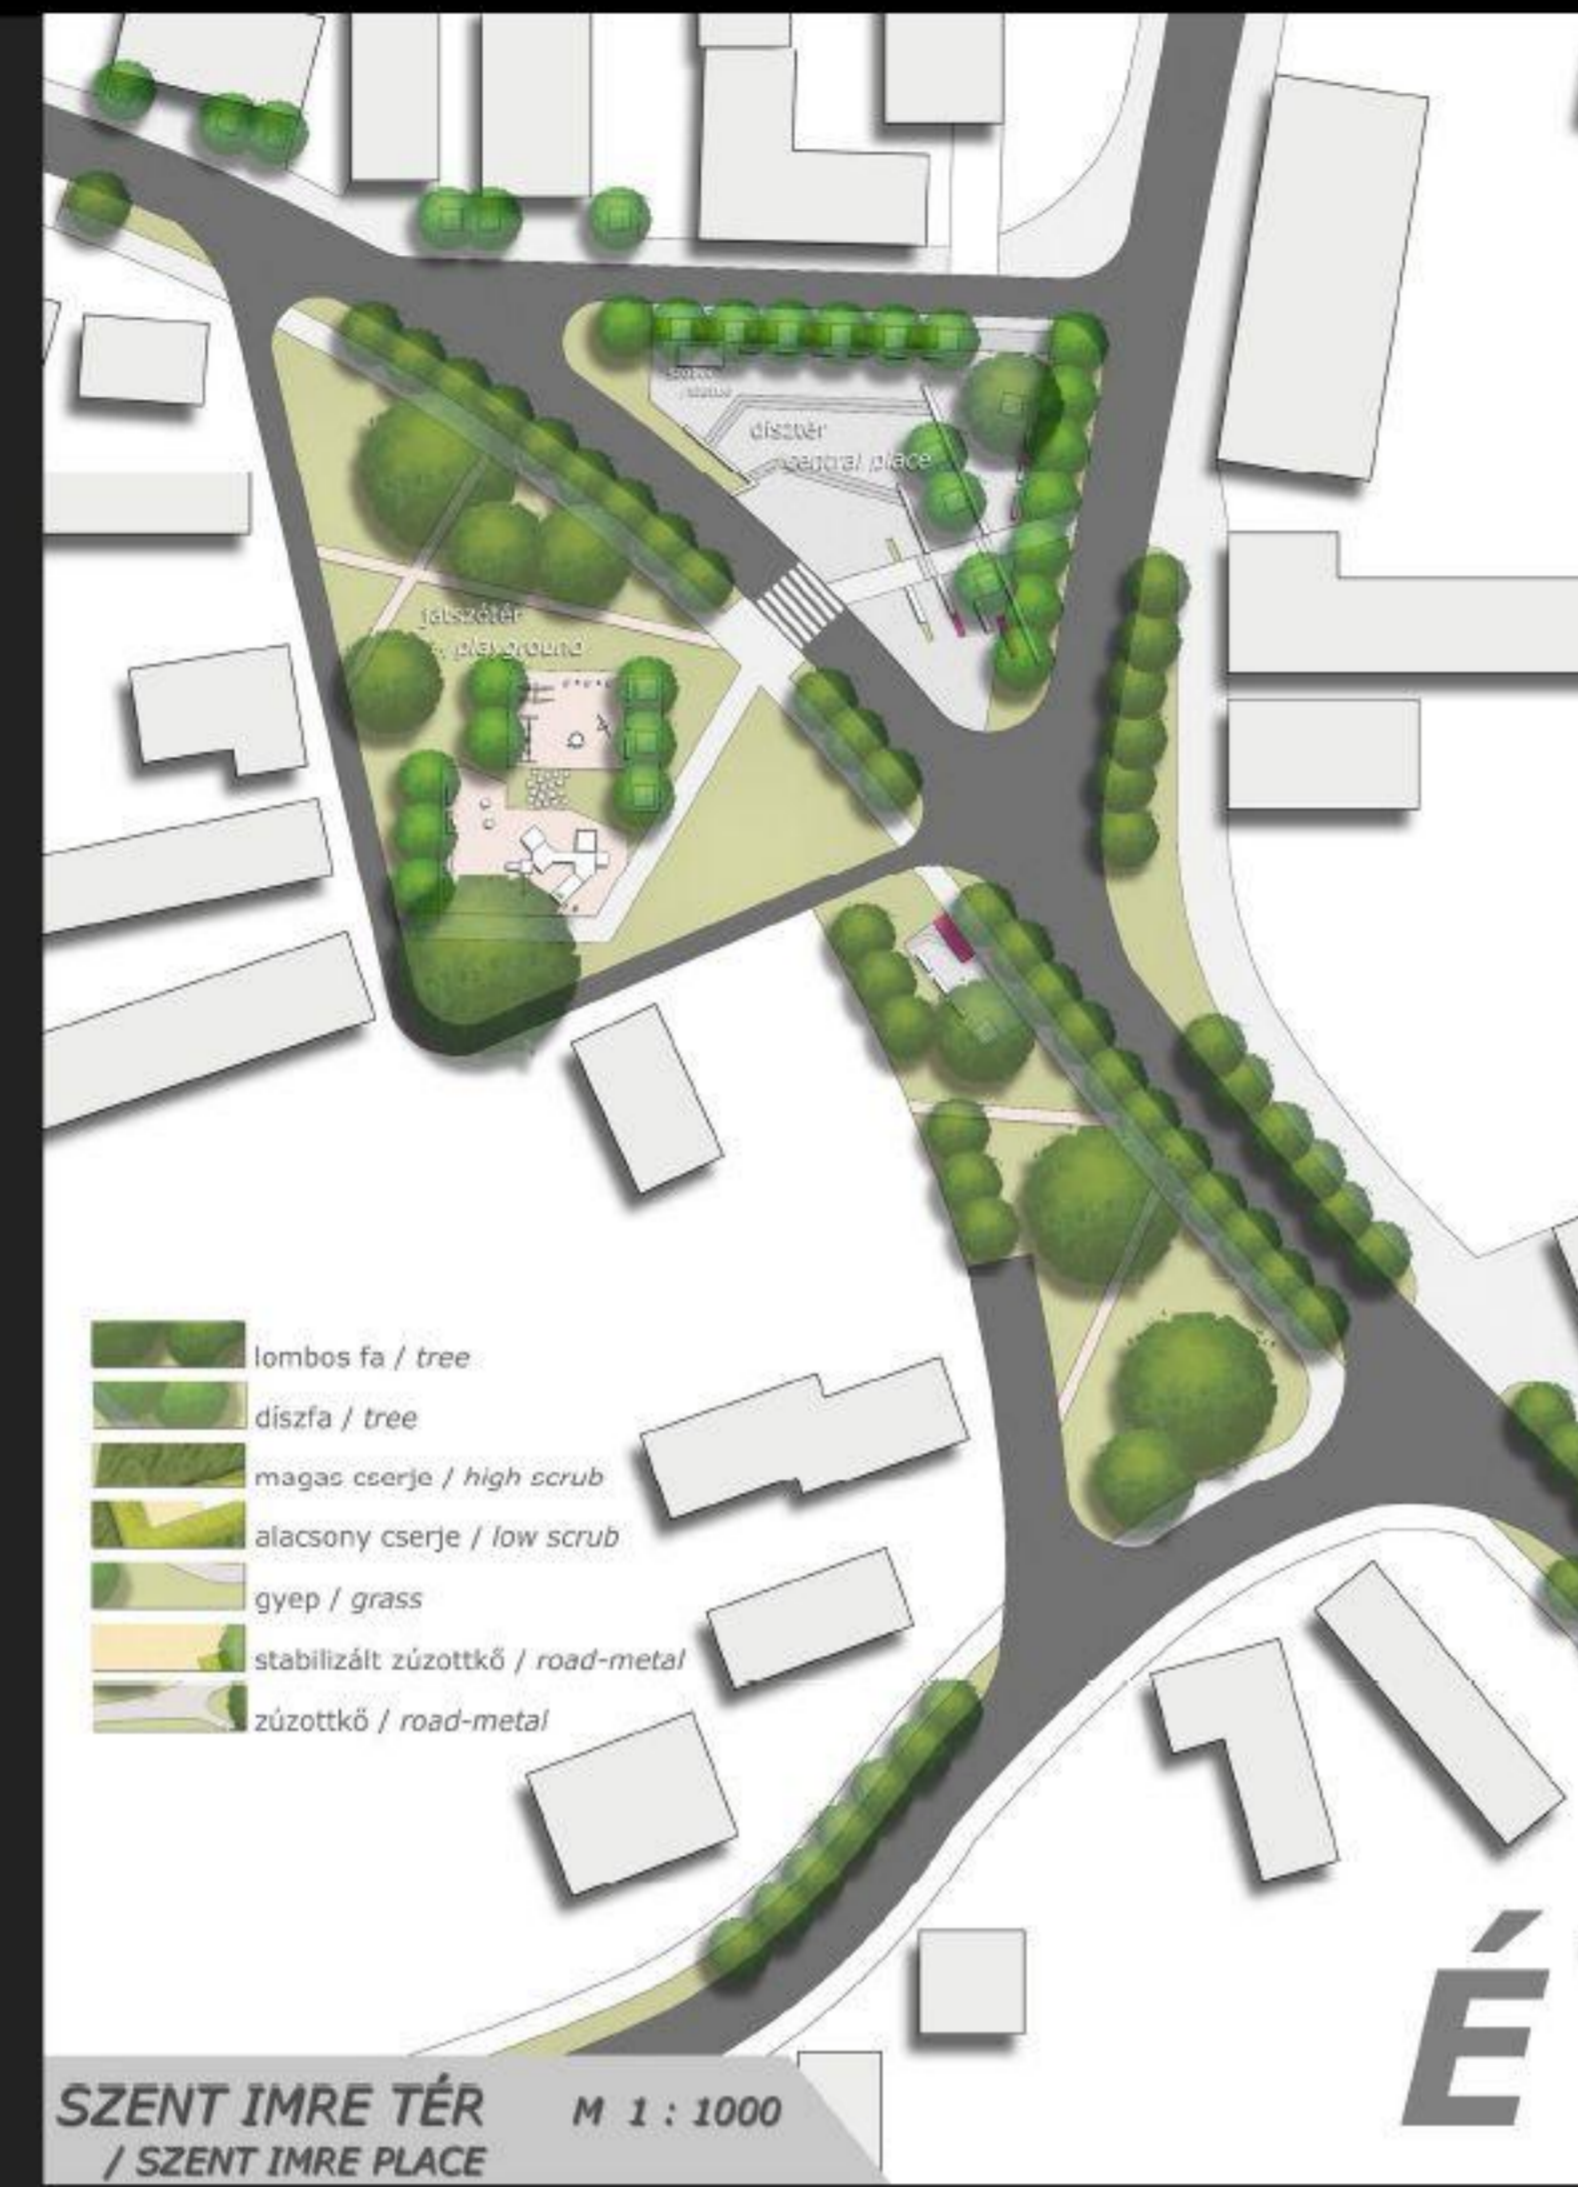 dísztér
central place
játszótér
/ playground
lombos fa / tree
díszfa / tree
magas cserje / high scrub
alacsony cserje / low scrub
gyep / grass
stabilizált zúzottkő / road-metal
zúzottkő / road-metal
É
SZENT IMRE TÉR M 1 : 1000
/ SZENT IMRE PLACE